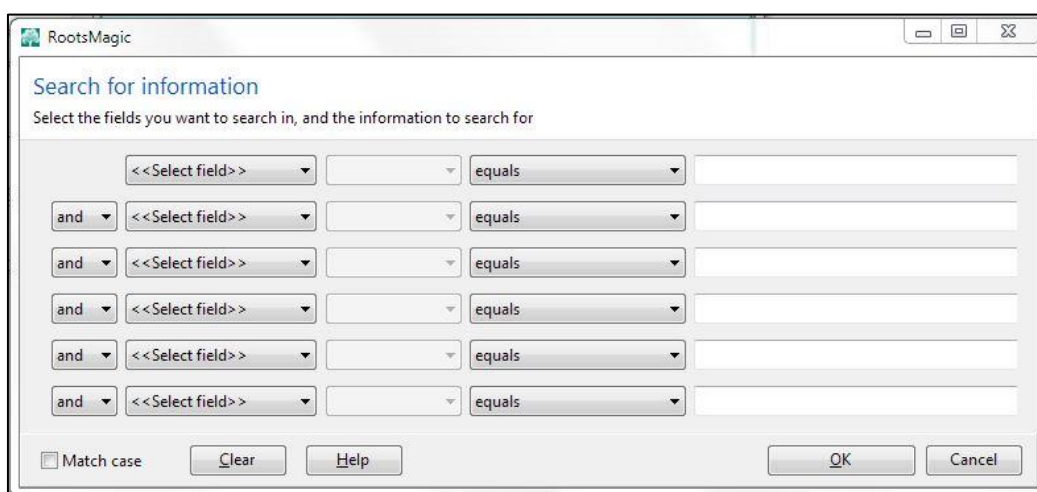 RootsMagic
Search for information
Select the fields you want to search in, and the information to search for
<<Select field>> equals
and <<Select field>> equals
and <<Select field>> equals
and <<Select field>> equals
and <<Select field>> equals
and <<Select field>> equals
Match case Clear Help OK Cancel